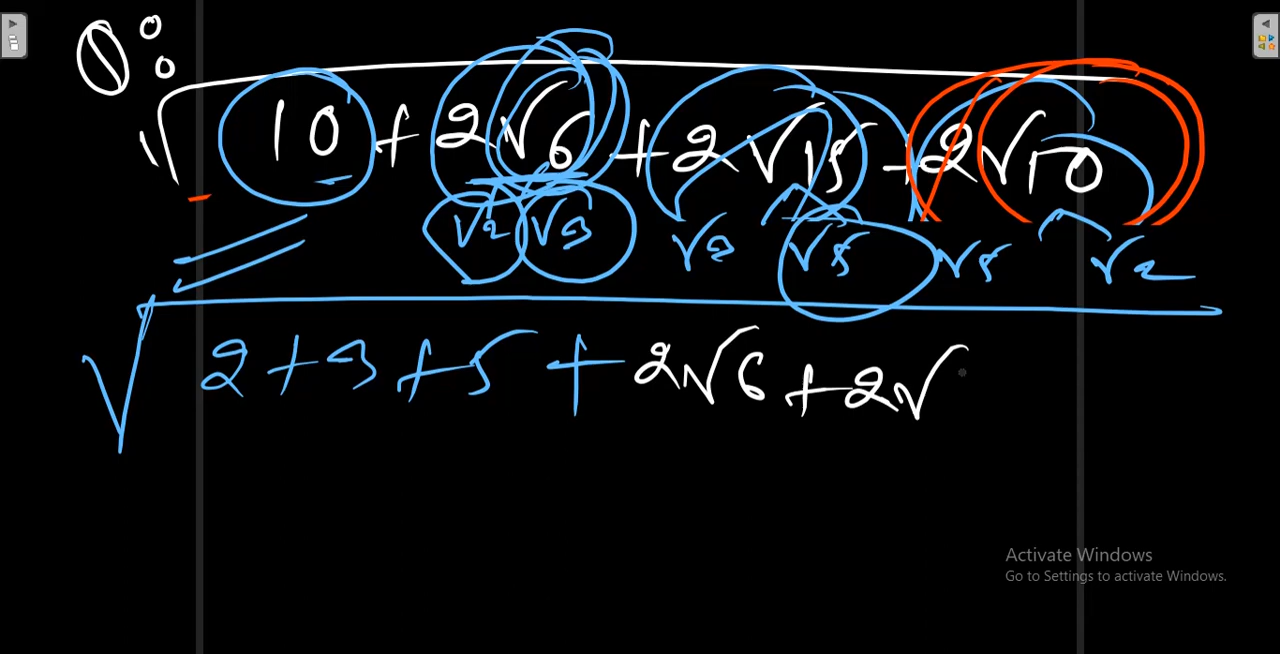 Q:
√10 + 2√6 + 2√15 + 2√10
√2 √3 √3 √5 √5 √2
√2 + 3 + 5 + 2√6 + 2√
Activate Windows
Go to Settings to activate Windows.